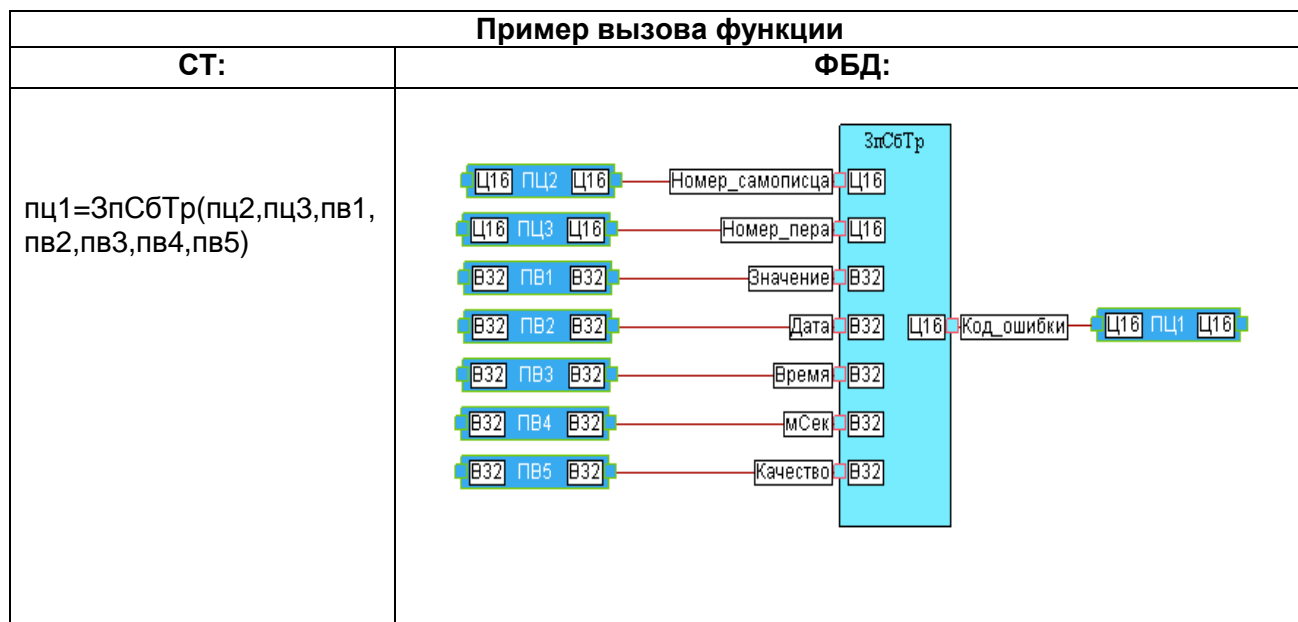 Пример вызова функции
СТ:
ФБД:
пц1=ЗпСбТр(пц2,пц3,пв1,
пв2,пв3,пв4,пв5)
ЗпСбТр
Ц16 ПЦ2 Ц16 Номер_самописца Ц16
Ц16 ПЦ3 Ц16 Номер_пера Ц16
В32 ПВ1 В32 Значение В32
В32 ПВ2 В32 Дата В32 Ц16 Код_ошибки Ц16 ПЦ1 Ц16
В32 ПВ3 В32 Время В32
В32 ПВ4 В32 мСек В32
В32 ПВ5 В32 Качество В32